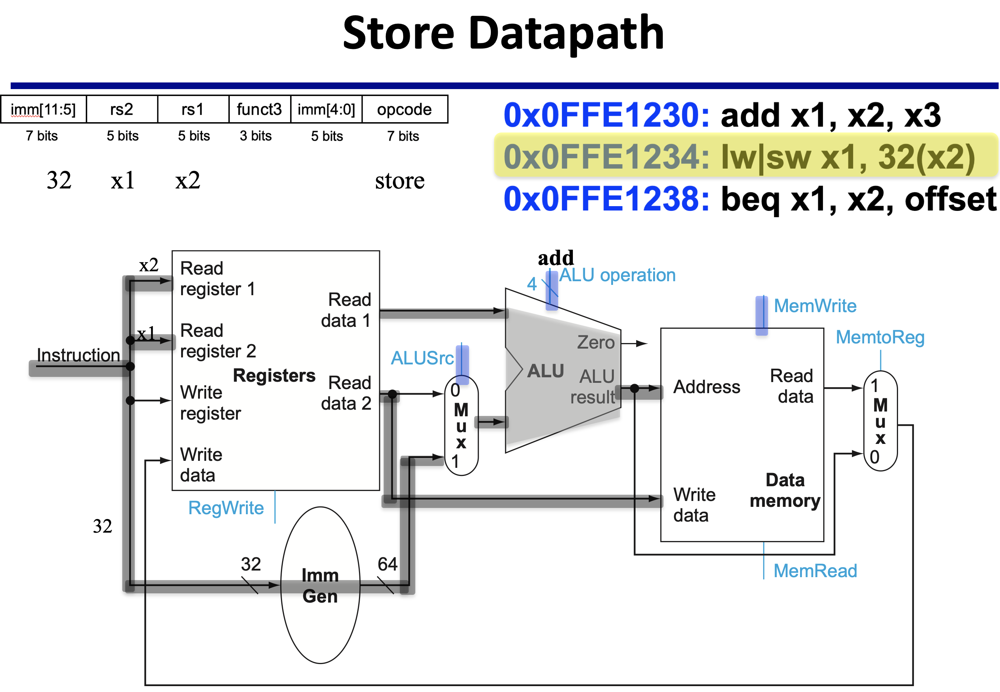 Store Datapath
imm[11:5] rs2 rs1 funct3 imm[4:0] opcode
7 bits 5 bits 5 bits 3 bits 5 bits 7 bits
32 x1 x2 store
0x0FFE1230: add x1, x2, x3
0x0FFE1234: lw|sw x1, 32(x2)
0x0FFE1238: beq x1, x2, offset
Instruction
x2
x1
32
Read
register 1
Read
register 2
Registers
Write
register
Write
data
Read
data 1
Read
data 2
RegWrite
32
Imm
Gen
64
ALUSrc
0
M
u
x
1
add
4
ALU operation
Zero
ALU
ALU
result
MemWrite
Address
Read
data
Write
data
Data
memory
MemRead
MemtoReg
1
M
u
x
0